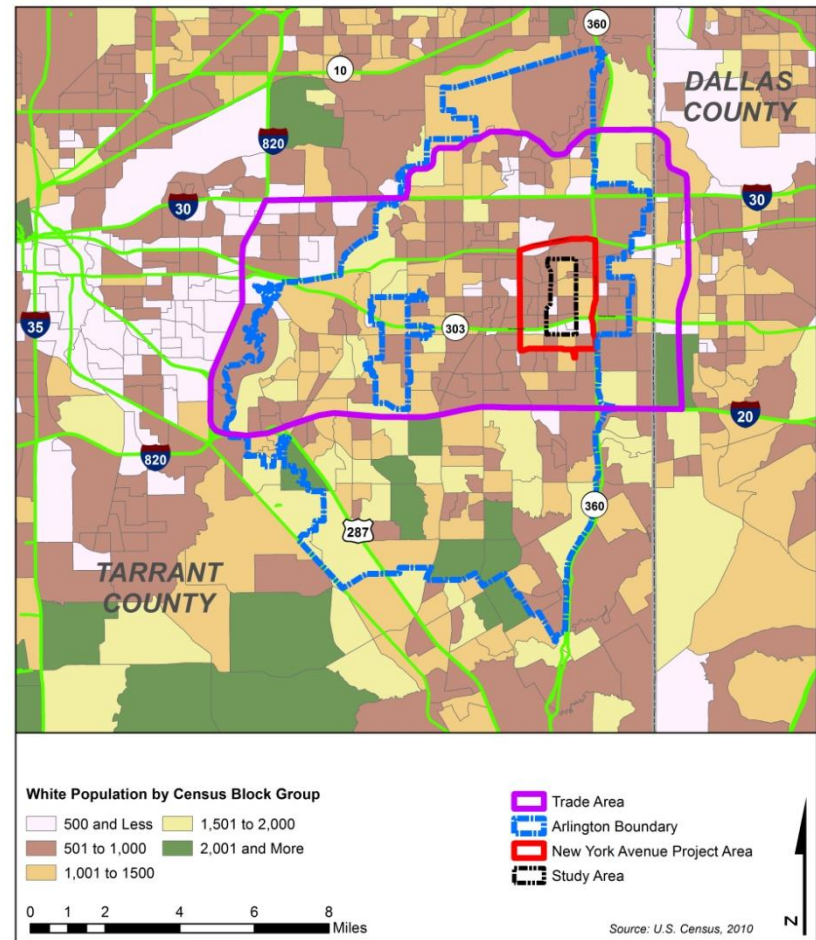 360
10
DALLAS
COUNTY
820
30
30
35
303
20
820
360
287
TARRANT
COUNTY
White Population by Census Block Group
500 and Less
501 to 1,000
1,001 to 1500
1,501 to 2,000
2,001 and More
Trade Area
Arlington Boundary
New York Avenue Project Area
Study Area
0 1 2 4 6 8
Miles
Source: U.S. Census, 2010
N